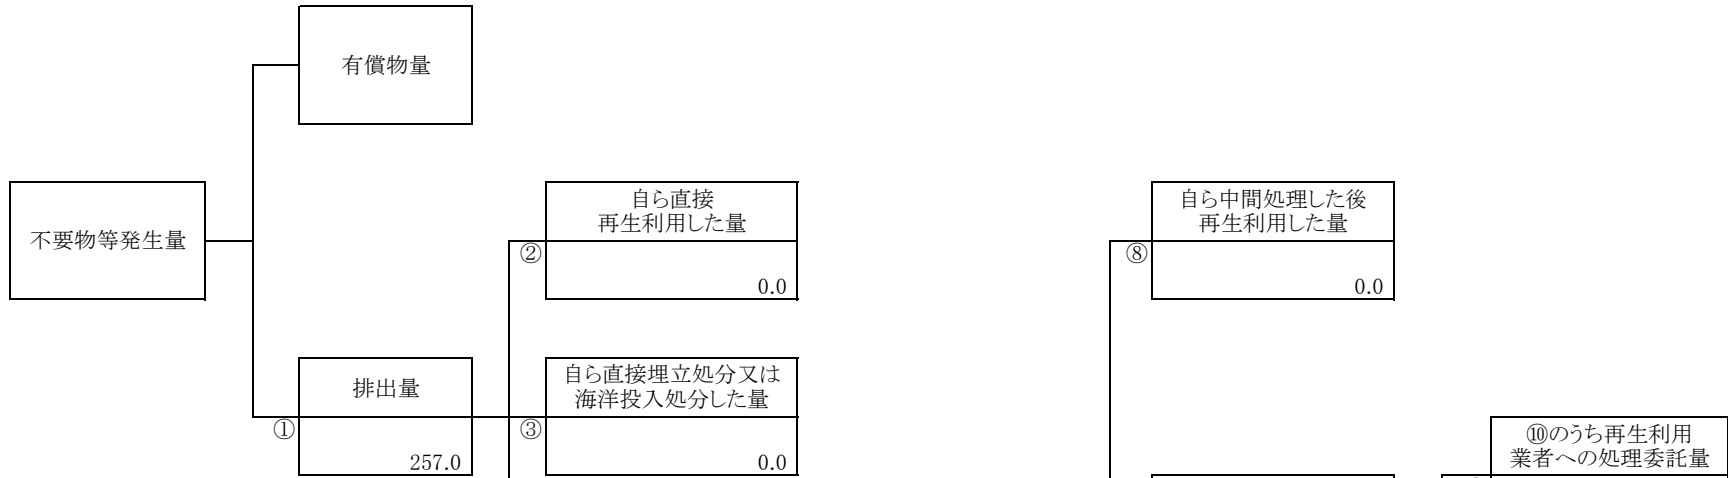 有償物量
不要物等発生量
自ら直接
再生利用した量
②
0.0
自ら中間処理した後
再生利用した量
⑧
0.0
排出量
①
257.0
自ら直接埋立処分又は
海洋投入処分した量
③
0.0
⑩のうち再生利用
業者への処理委託量